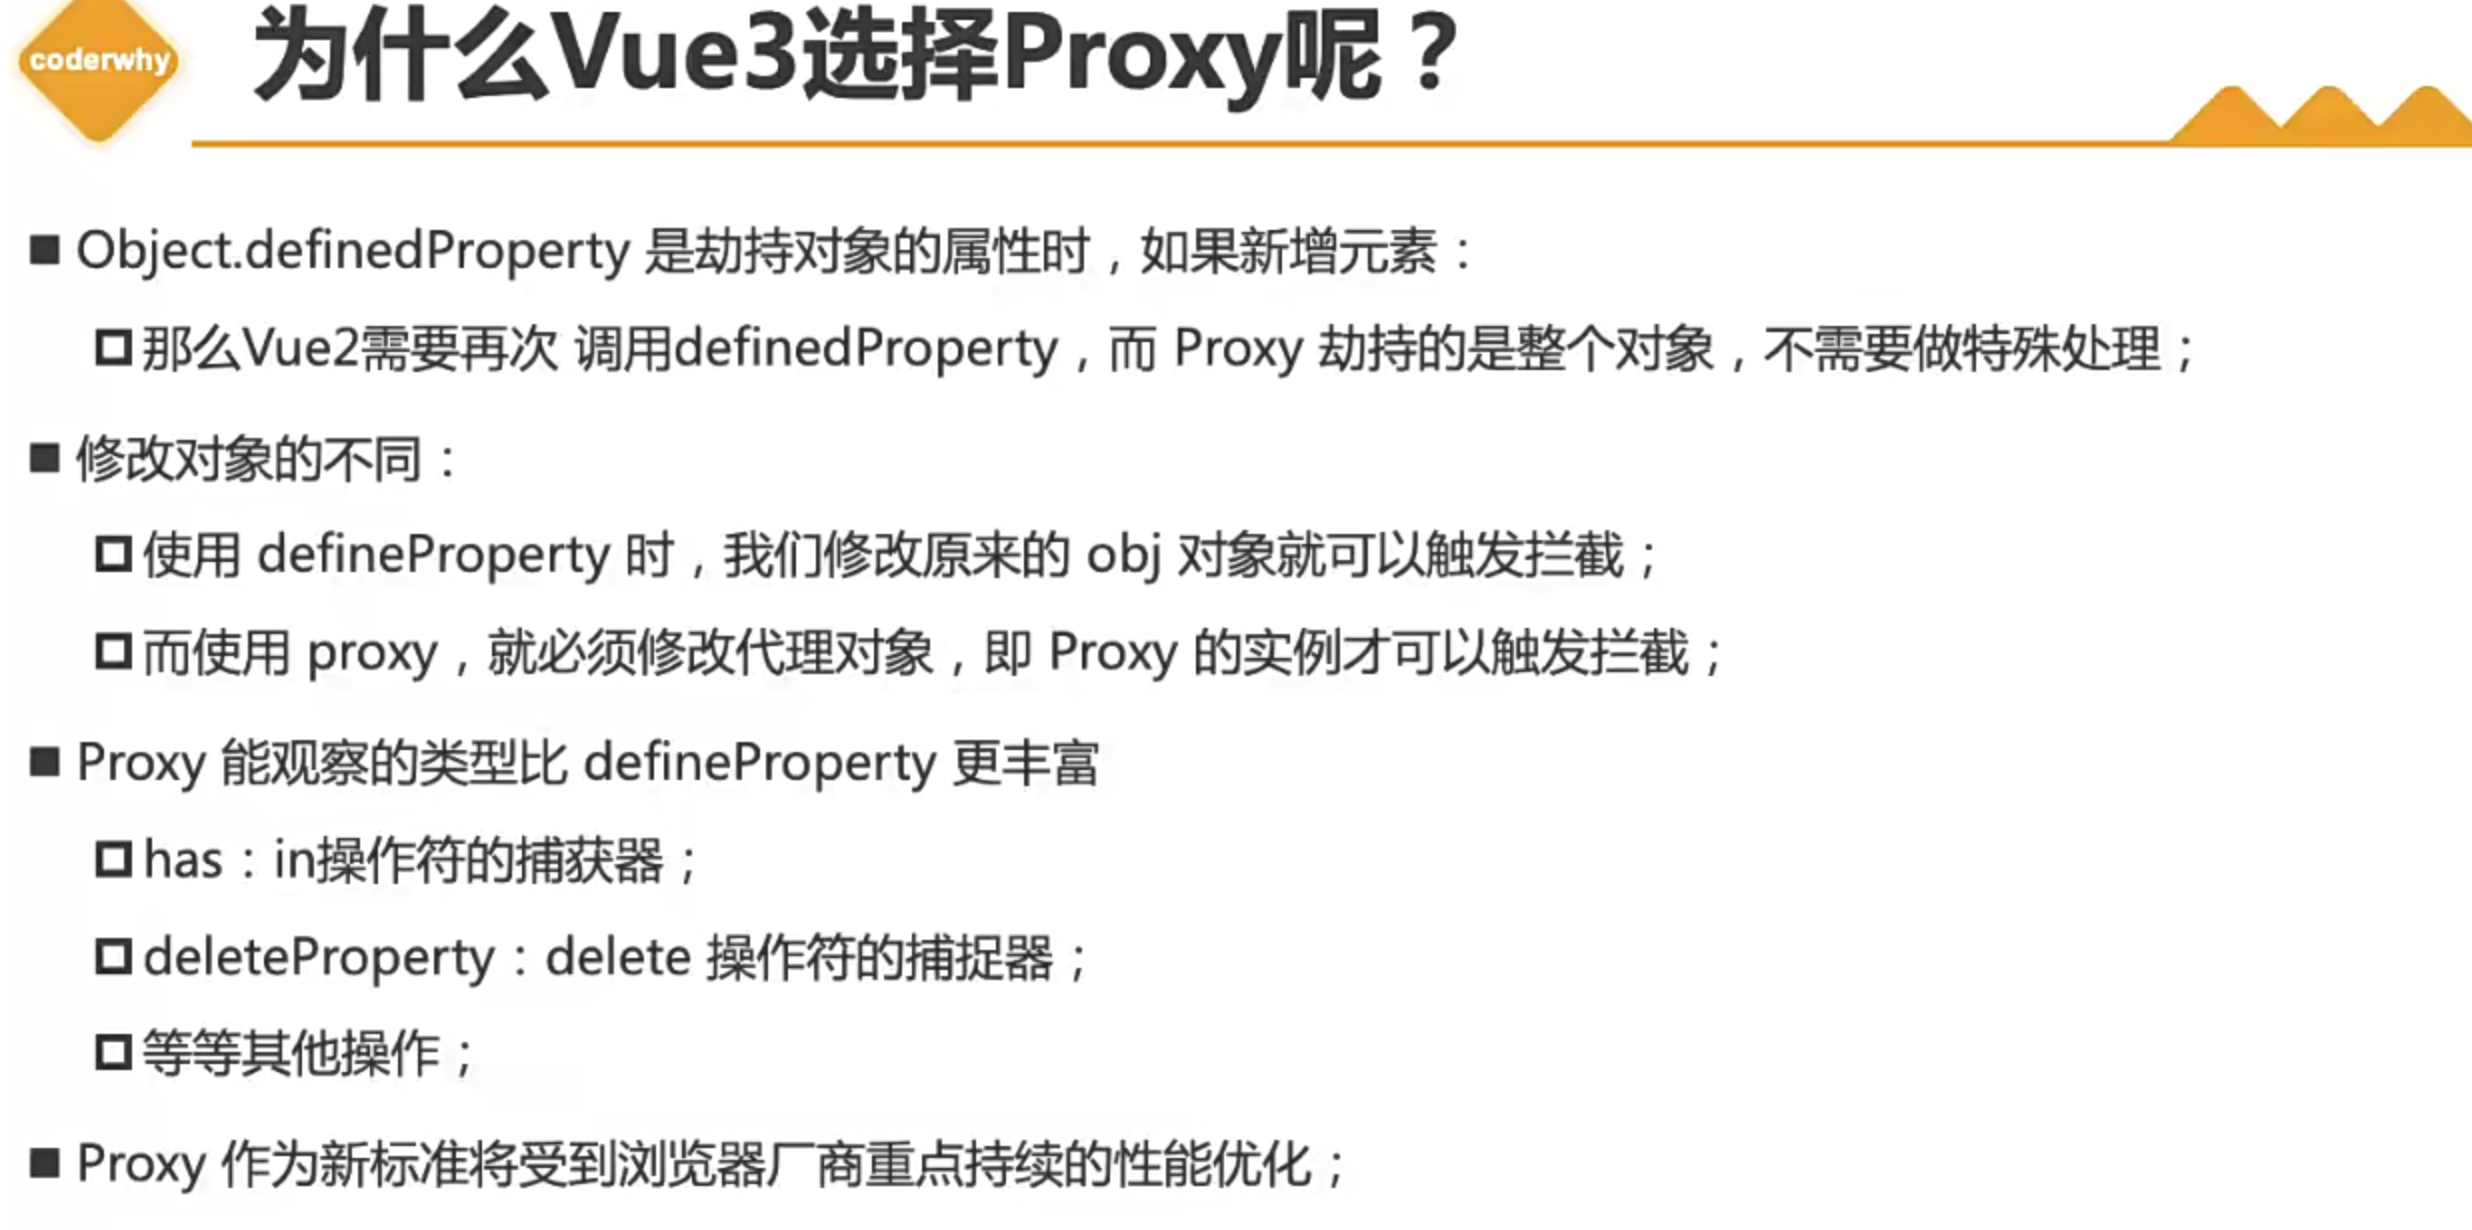 coderwhy
为什么Vue3选择Proxy呢？
Object.definedProperty 是劫持对象的属性时，如果新增元素：
那么Vue2需要再次 调用definedProperty，而 Proxy 劫持的是整个对象，不需要做特殊处理；
修改对象的不同：
使用 defineProperty 时，我们修改原来的 obj 对象就可以触发拦截；
而使用 proxy，就必须修改代理对象，即 Proxy 的实例才可以触发拦截；
Proxy 能观察的类型比 defineProperty 更丰富
has：in操作符的捕获器；
deleteProperty：delete 操作符的捕捉器；
等等其他操作；
Proxy 作为新标准将受到浏览器厂商重点持续的性能优化；